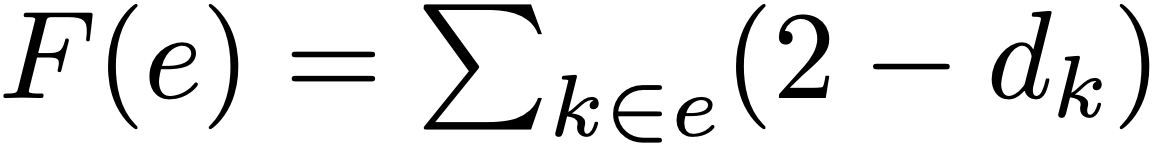 F(e) = ∑_{k∈e} (2 − d_k)